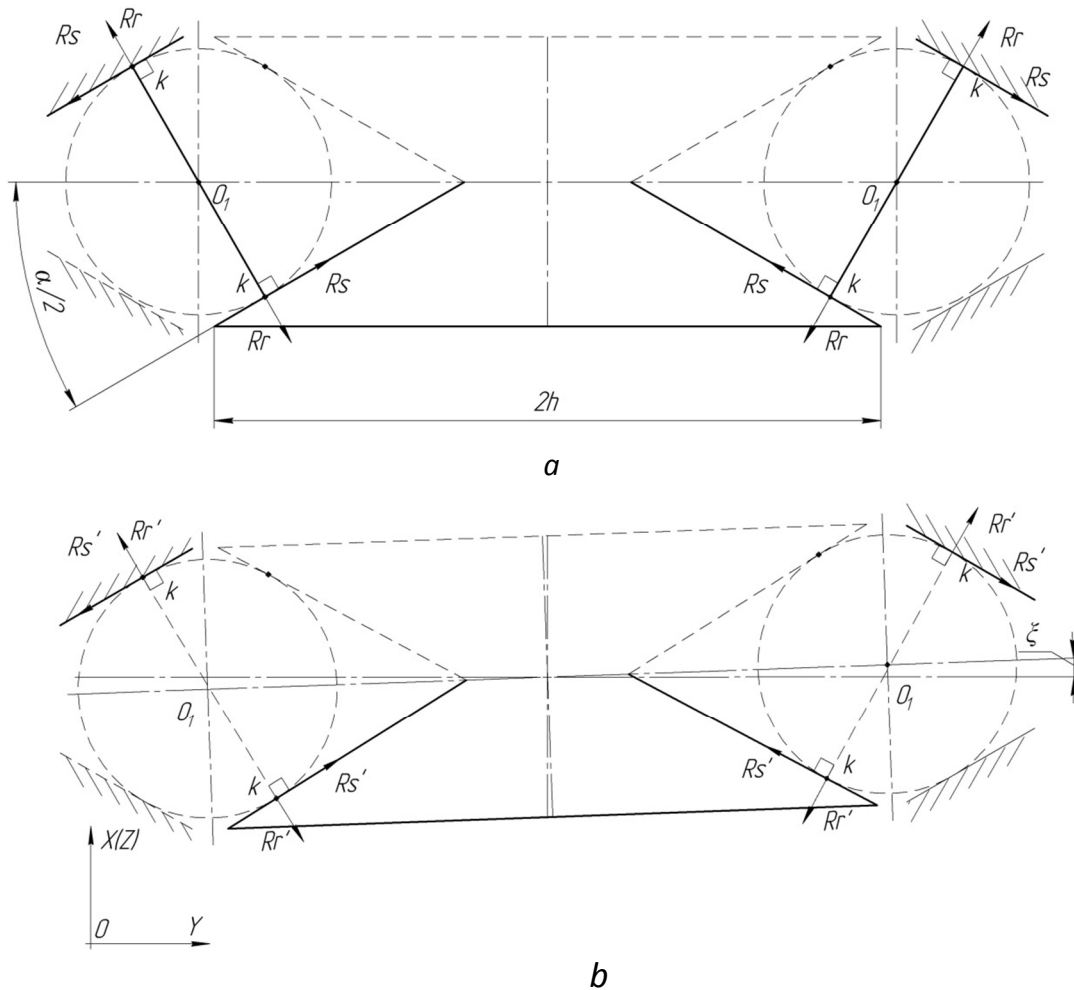 Rs Rr Rr
k k Rs
O₁ O₁
α/2
k Rs Rs k
Rr Rr
2h
a
Rs′ Rr′ Rr′
k k Rs′
ξ
O₁ O₁
k Rs′ Rs′ k
Rr′ Rr′
X(Z)
O Y
b